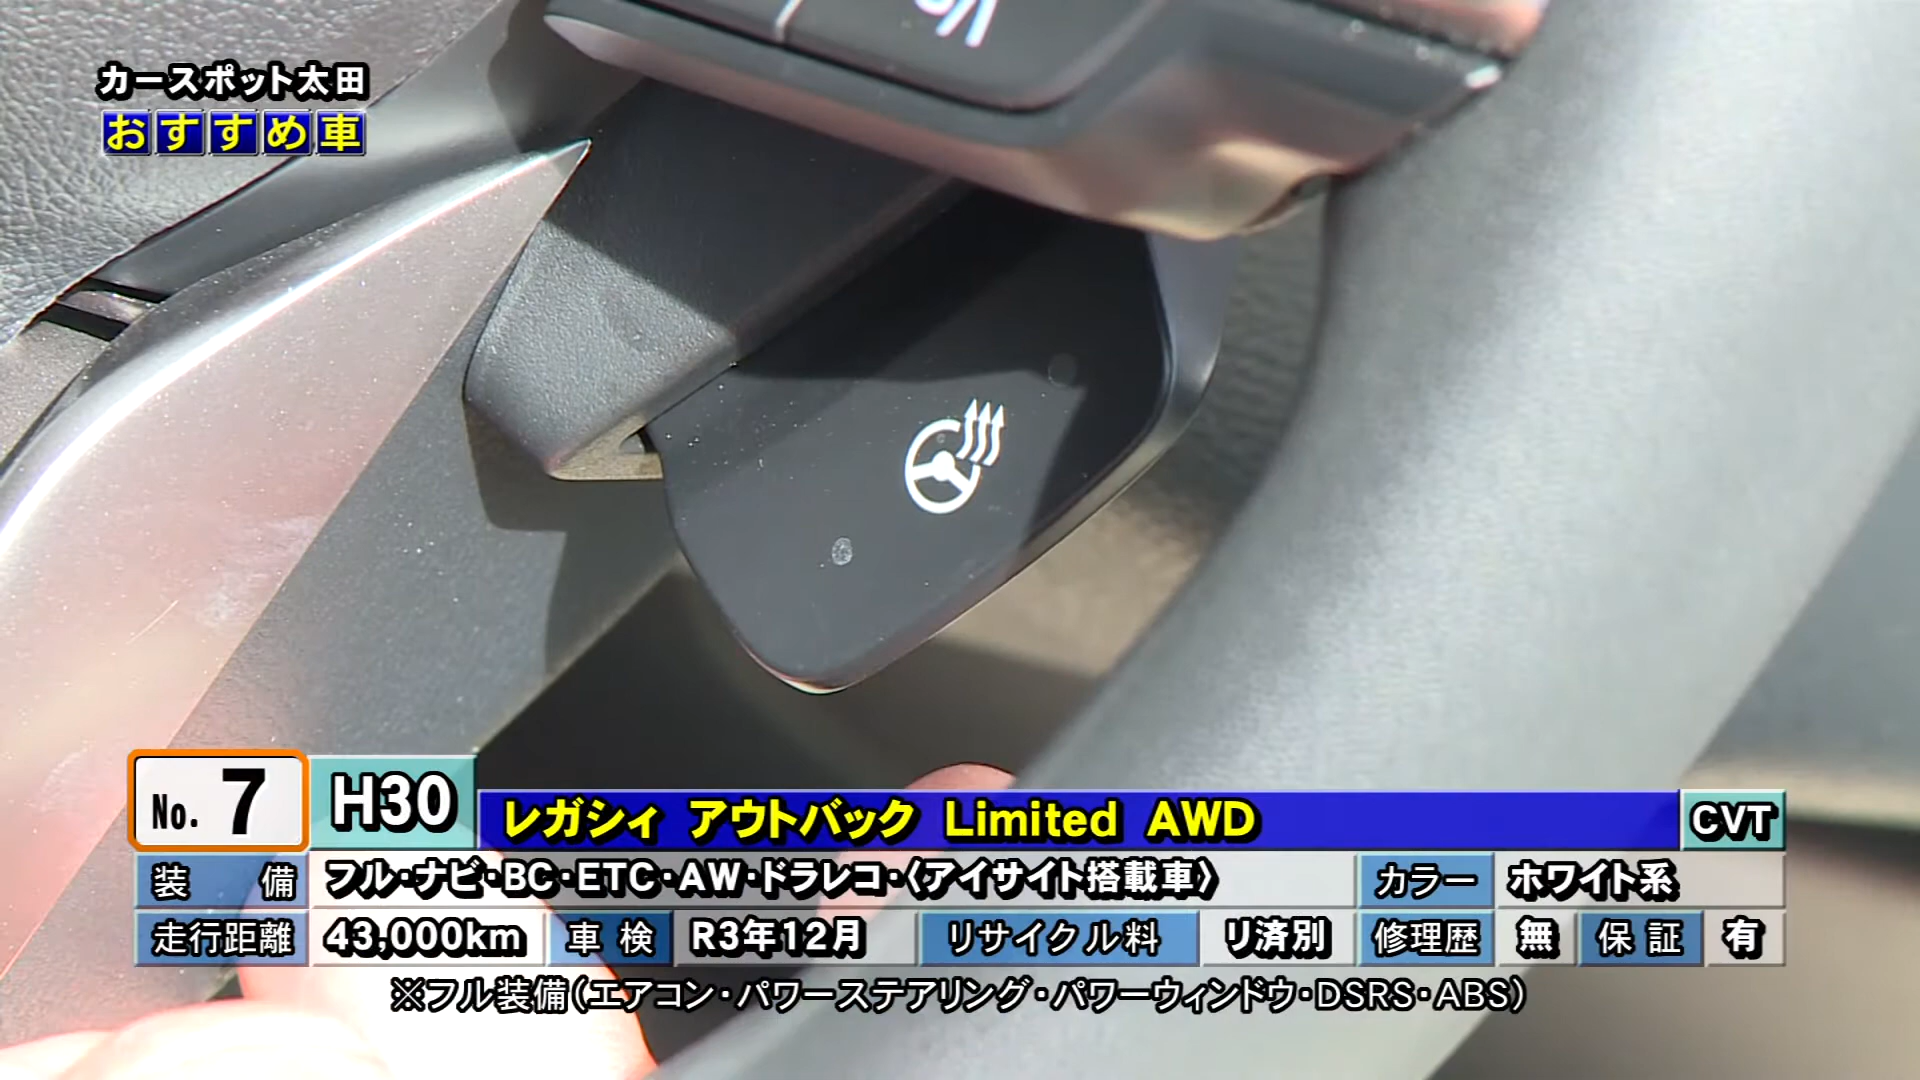 カースポット太田
おすすめ車
No. 7 H30 レガシィ アウトバック Limited AWD CVT
装備 フル・ナビ・BC・ETC・AW・ドラレコ・〈アイサイト搭載車〉 カラー ホワイト系
走行距離 43,000km 車検 R3年12月 リサイクル料 リ済別 修理歴 無 保証 有
※フル装備(エアコン・パワーステアリング・パワーウィンドウ・DSRS・ABS)